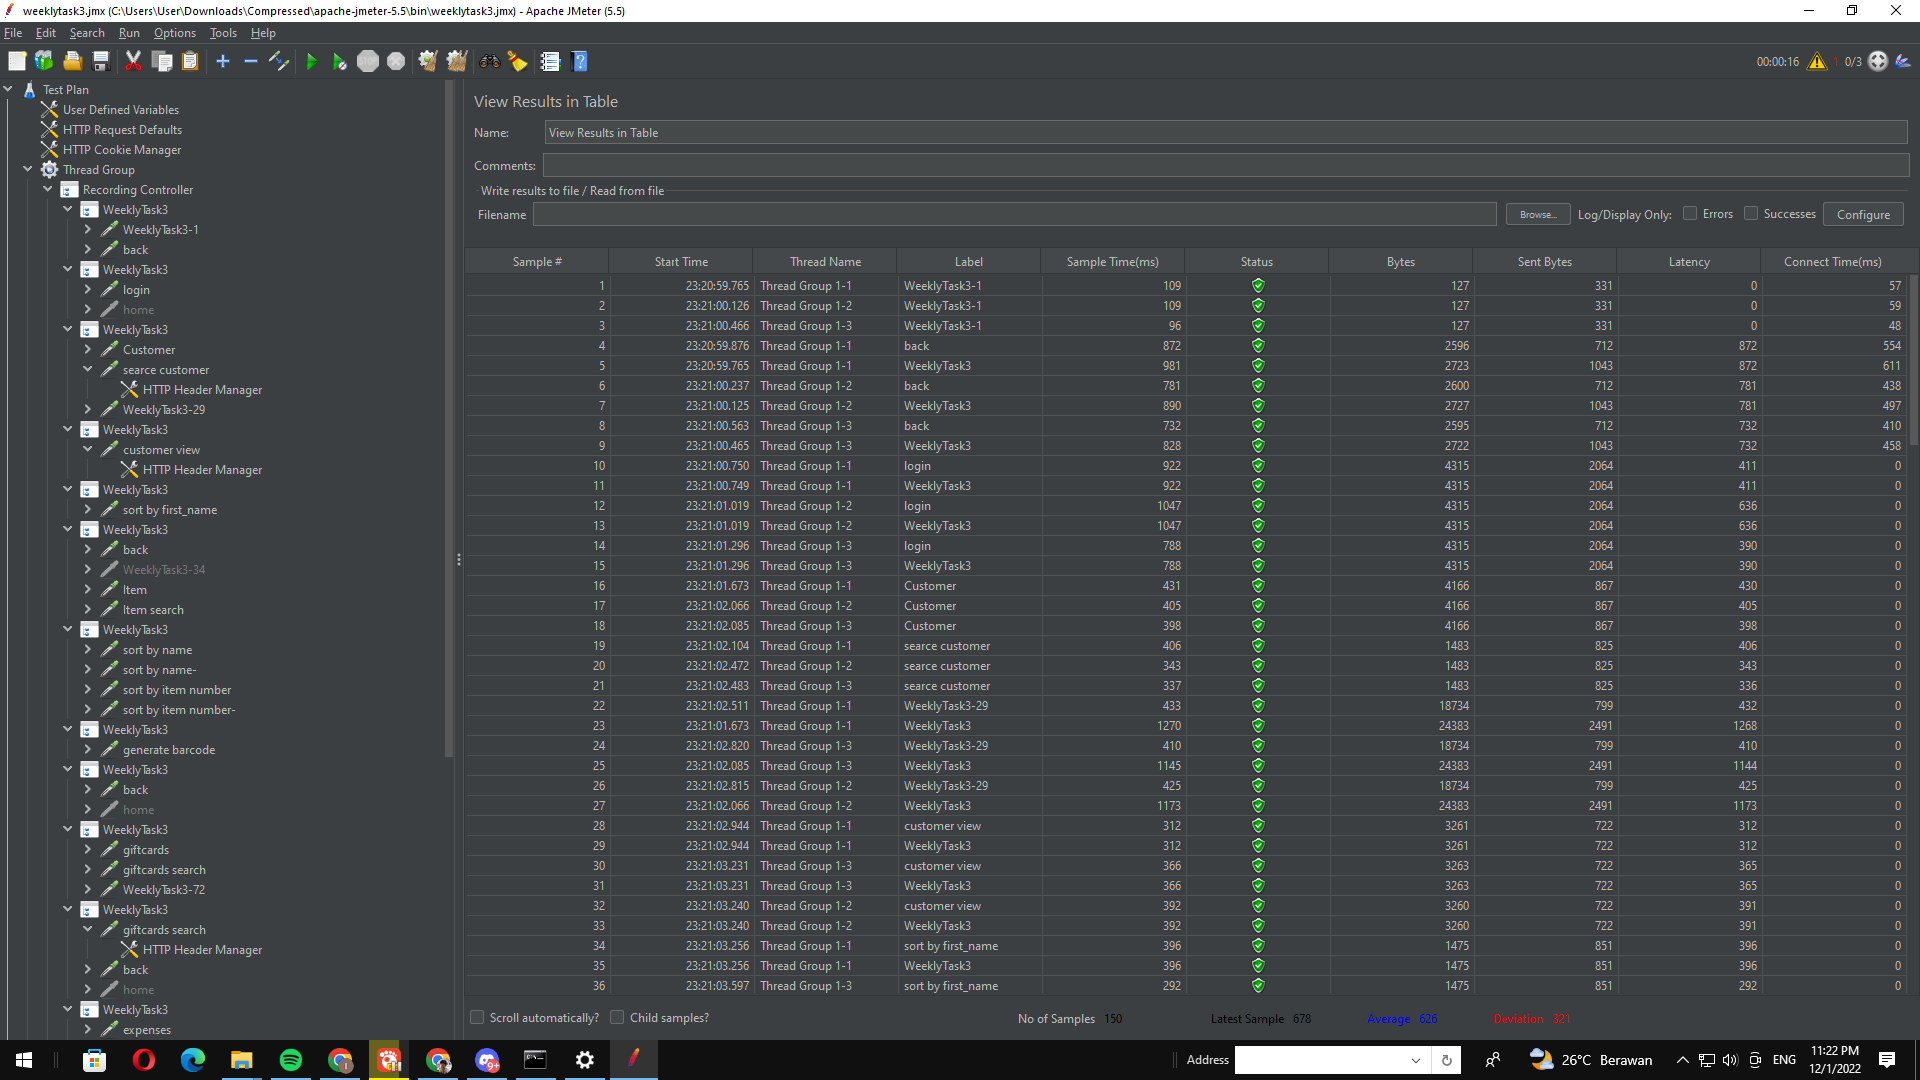 weeklytask3.jmx (C:\Users\User\Downloads\Compressed\apache-jmeter-5.5\bin\weeklytask3.jmx) - Apache JMeter (5.5)
File Edit Search Run Options Tools Help
00:00:16 1 0/3
Test Plan
User Defined Variables
HTTP Request Defaults
HTTP Cookie Manager
Thread Group
Recording Controller
WeeklyTask3
WeeklyTask3-1
back
WeeklyTask3
login
home
WeeklyTask3
Customer
searce customer
HTTP Header Manager
WeeklyTask3-29
WeeklyTask3
customer view
HTTP Header Manager
WeeklyTask3
sort by first_name
WeeklyTask3
back
WeeklyTask3-34
Item
Item search
WeeklyTask3
sort by name
sort by name-
sort by item number
sort by item number-
WeeklyTask3
generate barcode
WeeklyTask3
back
home
WeeklyTask3
giftcards
giftcards search
WeeklyTask3-72
WeeklyTask3
giftcards search
HTTP Header Manager
back
home
WeeklyTask3
expenses
View Results in Table
Name: View Results in Table
Comments:
Write results to file / Read from file
Filename Browse... Log/Display Only: Errors Successes Configure
Sample # Start Time Thread Name Label Sample Time(ms) Status Bytes Sent Bytes Latency Connect Time(ms)
1 23:20:59.765 Thread Group 1-1 WeeklyTask3-1 109 127 331 0 57
2 23:21:00.126 Thread Group 1-2 WeeklyTask3-1 109 127 331 0 59
3 23:21:00.466 Thread Group 1-3 WeeklyTask3-1 96 127 331 0 48
4 23:20:59.876 Thread Group 1-1 back 872 2596 712 872 554
5 23:20:59.765 Thread Group 1-1 WeeklyTask3 981 2723 1043 872 611
6 23:21:00.237 Thread Group 1-2 back 781 2600 712 781 438
7 23:21:00.125 Thread Group 1-2 WeeklyTask3 890 2727 1043 781 497
8 23:21:00.563 Thread Group 1-3 back 732 2595 712 732 410
9 23:21:00.465 Thread Group 1-3 WeeklyTask3 828 2722 1043 732 458
10 23:21:00.750 Thread Group 1-1 login 922 4315 2064 411 0
11 23:21:00.749 Thread Group 1-1 WeeklyTask3 922 4315 2064 411 0
12 23:21:01.019 Thread Group 1-2 login 1047 4315 2064 636 0
13 23:21:01.019 Thread Group 1-2 WeeklyTask3 1047 4315 2064 636 0
14 23:21:01.296 Thread Group 1-3 login 788 4315 2064 390 0
15 23:21:01.296 Thread Group 1-3 WeeklyTask3 788 4315 2064 390 0
16 23:21:01.673 Thread Group 1-1 Customer 431 4166 867 430 0
17 23:21:02.066 Thread Group 1-2 Customer 405 4166 867 405 0
18 23:21:02.085 Thread Group 1-3 Customer 398 4166 867 398 0
19 23:21:02.104 Thread Group 1-1 searce customer 406 1483 825 406 0
20 23:21:02.472 Thread Group 1-2 searce customer 343 1483 825 343 0
21 23:21:02.483 Thread Group 1-3 searce customer 337 1483 825 336 0
22 23:21:02.511 Thread Group 1-1 WeeklyTask3-29 433 18734 799 432 0
23 23:21:01.673 Thread Group 1-1 WeeklyTask3 1270 24383 2491 1268 0
24 23:21:02.820 Thread Group 1-3 WeeklyTask3-29 410 18734 799 410 0
25 23:21:02.085 Thread Group 1-3 WeeklyTask3 1145 24383 2491 1144 0
26 23:21:02.815 Thread Group 1-2 WeeklyTask3-29 425 18734 799 425 0
27 23:21:02.066 Thread Group 1-2 WeeklyTask3 1173 24383 2491 1173 0
28 23:21:02.944 Thread Group 1-1 customer view 312 3261 722 312 0
29 23:21:02.944 Thread Group 1-1 WeeklyTask3 312 3261 722 312 0
30 23:21:03.231 Thread Group 1-3 customer view 366 3263 722 365 0
31 23:21:03.231 Thread Group 1-3 WeeklyTask3 366 3263 722 365 0
32 23:21:03.240 Thread Group 1-2 customer view 392 3260 722 391 0
33 23:21:03.240 Thread Group 1-2 WeeklyTask3 392 3260 722 391 0
34 23:21:03.256 Thread Group 1-1 sort by first_name 396 1475 851 396 0
35 23:21:03.256 Thread Group 1-1 WeeklyTask3 396 1475 851 396 0
36 23:21:03.597 Thread Group 1-3 sort by first_name 292 1475 851 292 0
Scroll automatically? Child samples? No of Samples 150 Latest Sample 678 Average 626 Deviation 321
Address 26°C Berawan ENG 11:22 PM
12/1/2022